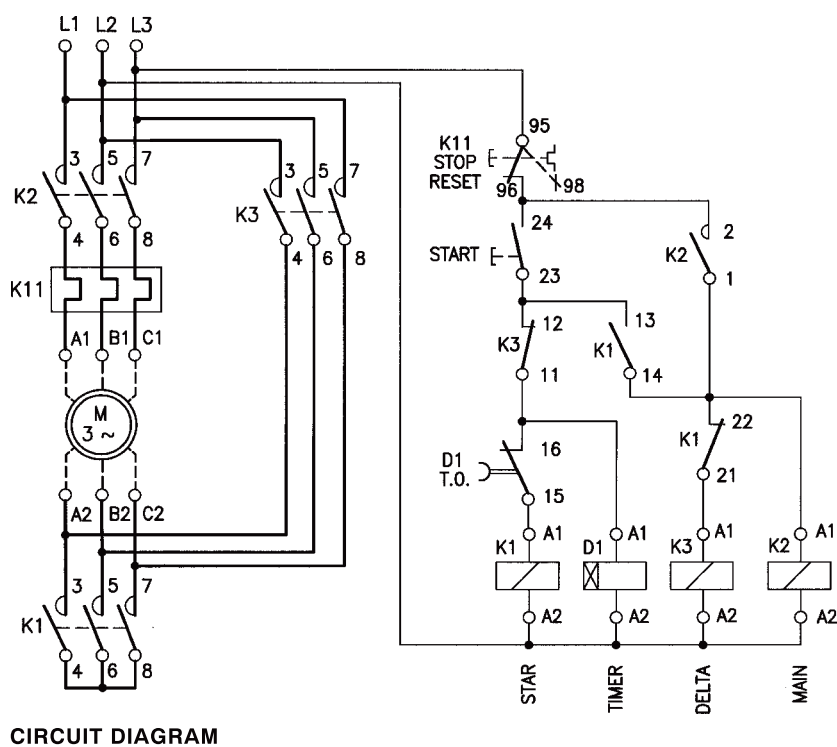 L1 L2 L3
95
K11
STOP
RESET
96 98
3 5 7
3 5 7
K2
K3
24
2
START
K2
4 6 8
4 6 8
23
1
K11
12 13
K3 K1
A1 B1 C1
11 14
M
3 ~
16
K1 22
D1
T.O.
15
21
A2 B2 C2
A1 A1 A1 A1
K1 D1 K3 K2
3 5 7
A2 A2 A2 A2
K1
4 6 8
STAR
TIMER
DELTA
MAIN
CIRCUIT DIAGRAM